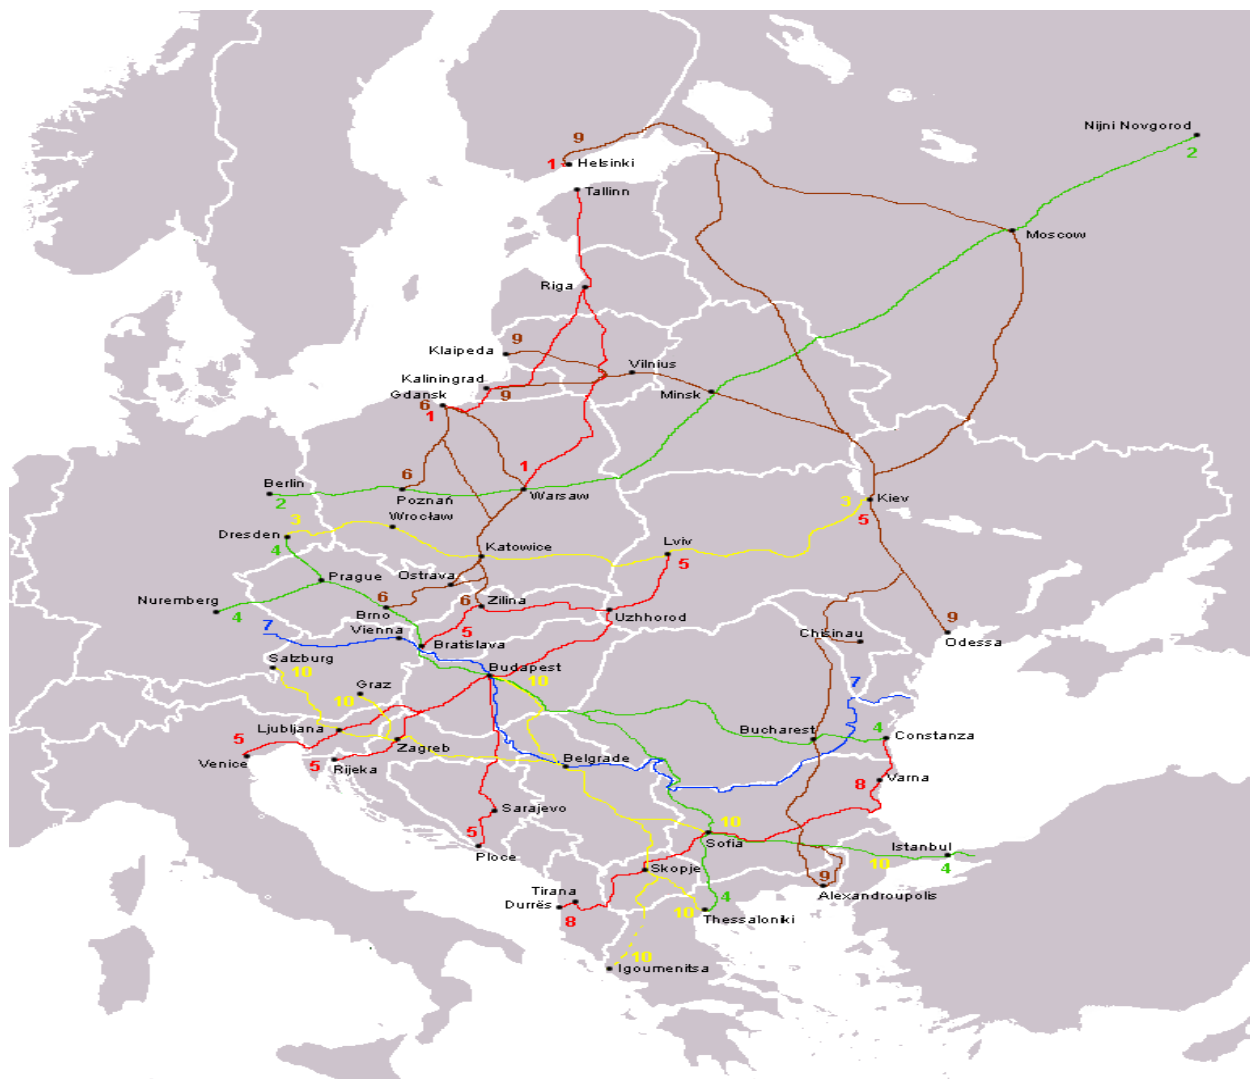 9
Nijni Novgorod
2
1
Helsinki
Tallinn
Moscow
Riga
9
Klaipeda
Vilnius
Kaliningrad
9
Minsk
Gdańsk
6
1
6
1
Berlin
2
Poznań
Warsaw
3
Kiev
5
3
Wrocław
Dresden
4
Lviv
5
Katowice
Prague
Ostrava
Nuremberg
4
6
Brno
6
Zilina
Uzhhorod
9
Odessa
Chisinau
7
Vienna
5
Bratislava
Salzburg
10
Budapest
10
Graz
10
7
Ljubljana
Bucharest
4
Constanza
5
Venice
5
Rijeka
Zagreb
Belgrade
8
Varna
Sarajevo
5
Ploce
10
Sofia
Istanbul
10
4
Skopje
9
Alexandroupolis
Tirana
Durrës
8
4
10
Thessaloniki
10
Igoumenitsa